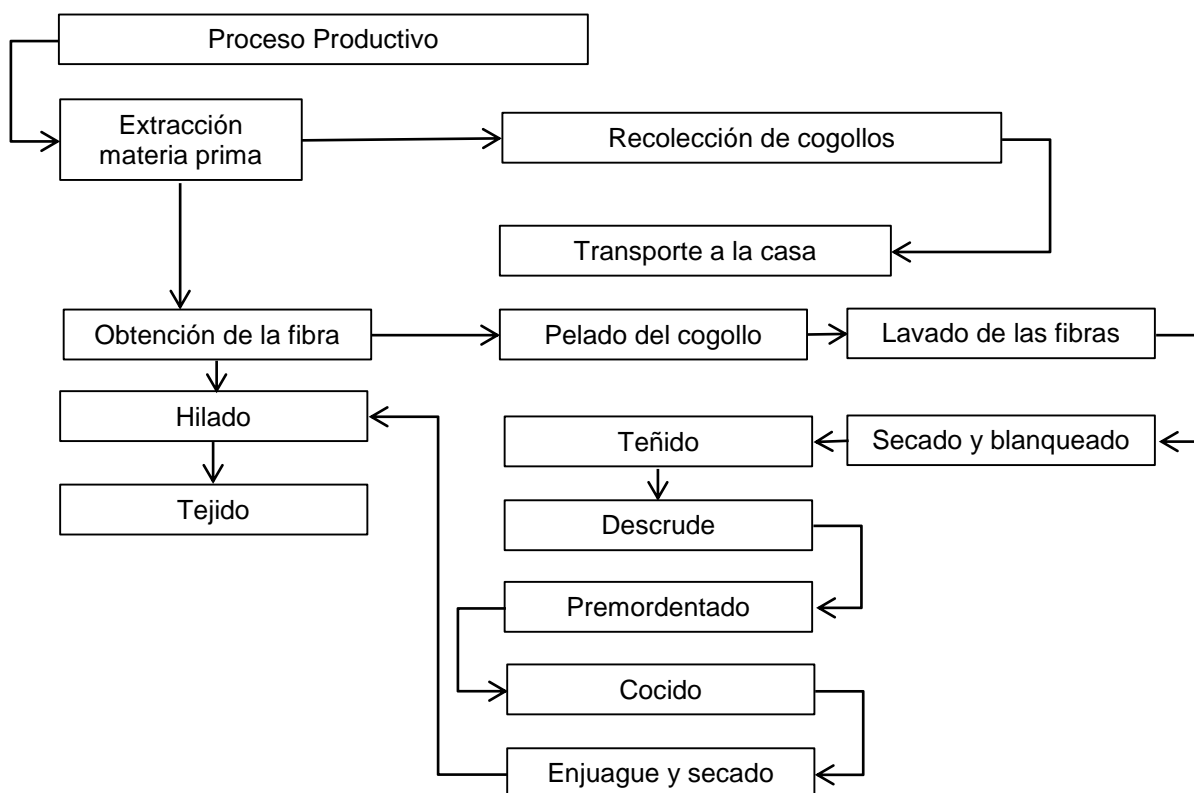 Proceso Productivo
Extracción
materia prima
Recolección de cogollos
Transporte a la casa
Obtención de la fibra
Pelado del cogollo
Lavado de las fibras
Hilado
Teñido
Secado y blanqueado
Tejido
Descrude
Premordentado
Cocido
Enjuague y secado